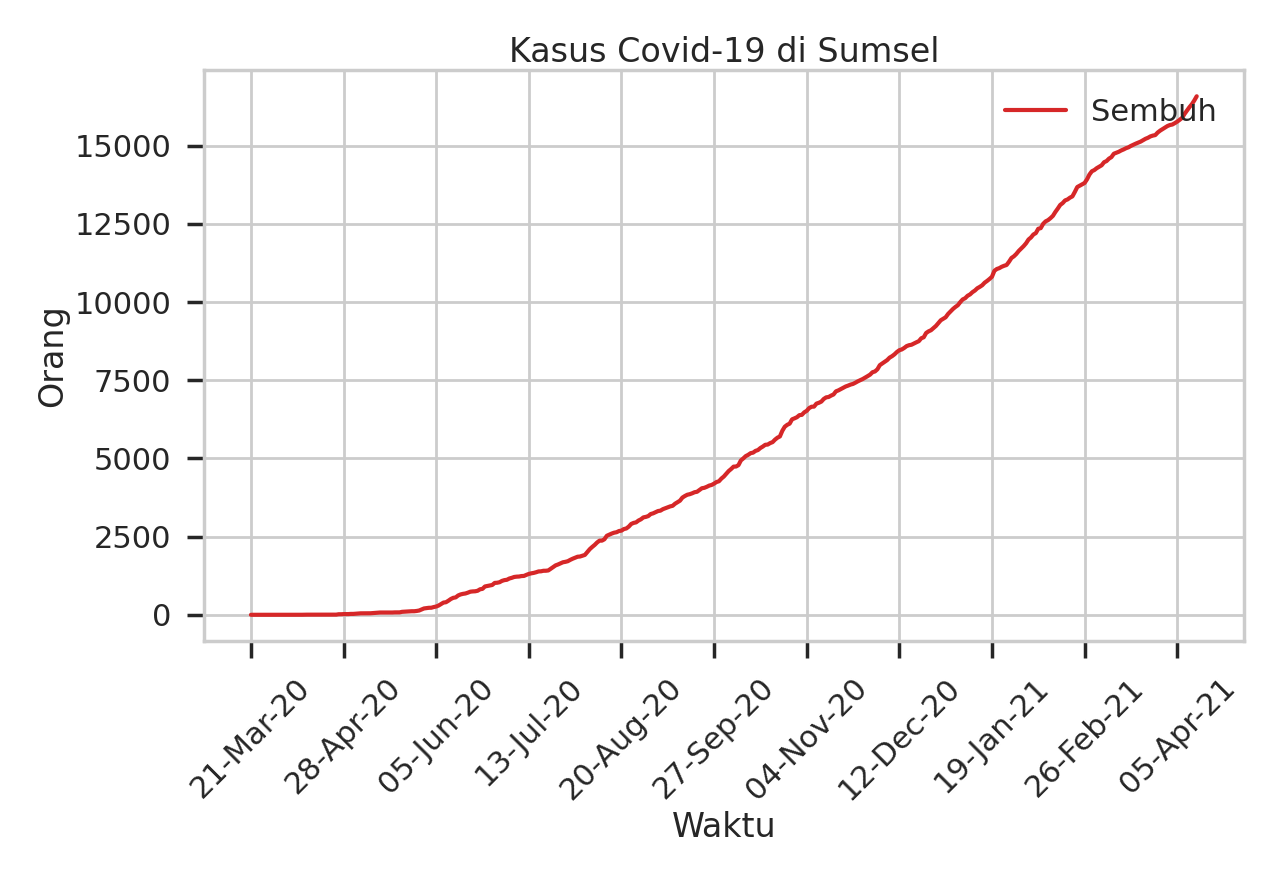 Kasus Covid-19 di Sumsel
Sembuh
Orang
15000
12500
10000
7500
5000
2500
0
21-Mar-20
28-Apr-20
05-Jun-20
13-Jul-20
20-Aug-20
27-Sep-20
04-Nov-20
12-Dec-20
19-Jan-21
26-Feb-21
05-Apr-21
Waktu